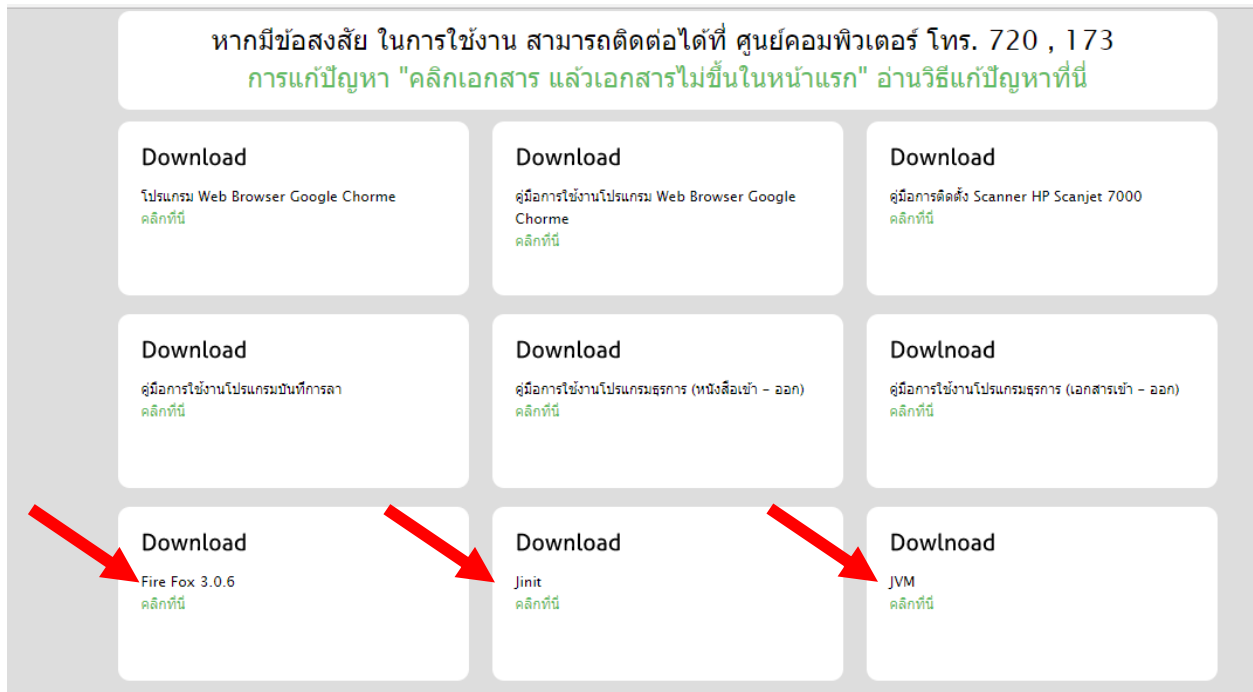 หากมีข้อสงสัย ในการใช้งาน สามารถติดต่อได้ที่ ศูนย์คอมพิวเตอร์ โทร. 720 , 173
การแก้ปัญหา "คลิกเอกสาร แล้วเอกสารไม่ขึ้นในหน้าแรก" อ่านวิธีแก้ปัญหาที่นี่
Download
โปรแกรม Web Browser Google Chorme
คลิกที่นี่
Download
คู่มือการใช้งานโปรแกรม Web Browser Google
Chorme
คลิกที่นี่
Download
คู่มือการติดตั้ง Scanner HP Scanjet 7000
คลิกที่นี่
Download
คู่มือการใช้งานโปรแกรมบันทึการลา
คลิกที่นี่
Download
คู่มือการใช้งานโปรแกรมธุรการ (หนังสือเข้า - ออก)
คลิกที่นี่
Dowlnoad
คู่มือการใช้งานโปรแกรมธุรการ (เอกสารเข้า - ออก)
คลิกที่นี่
Download
Fire Fox 3.0.6
คลิกที่นี่
Download
Jinit
คลิกที่นี่
Dowlnoad
JVM
คลิกที่นี่